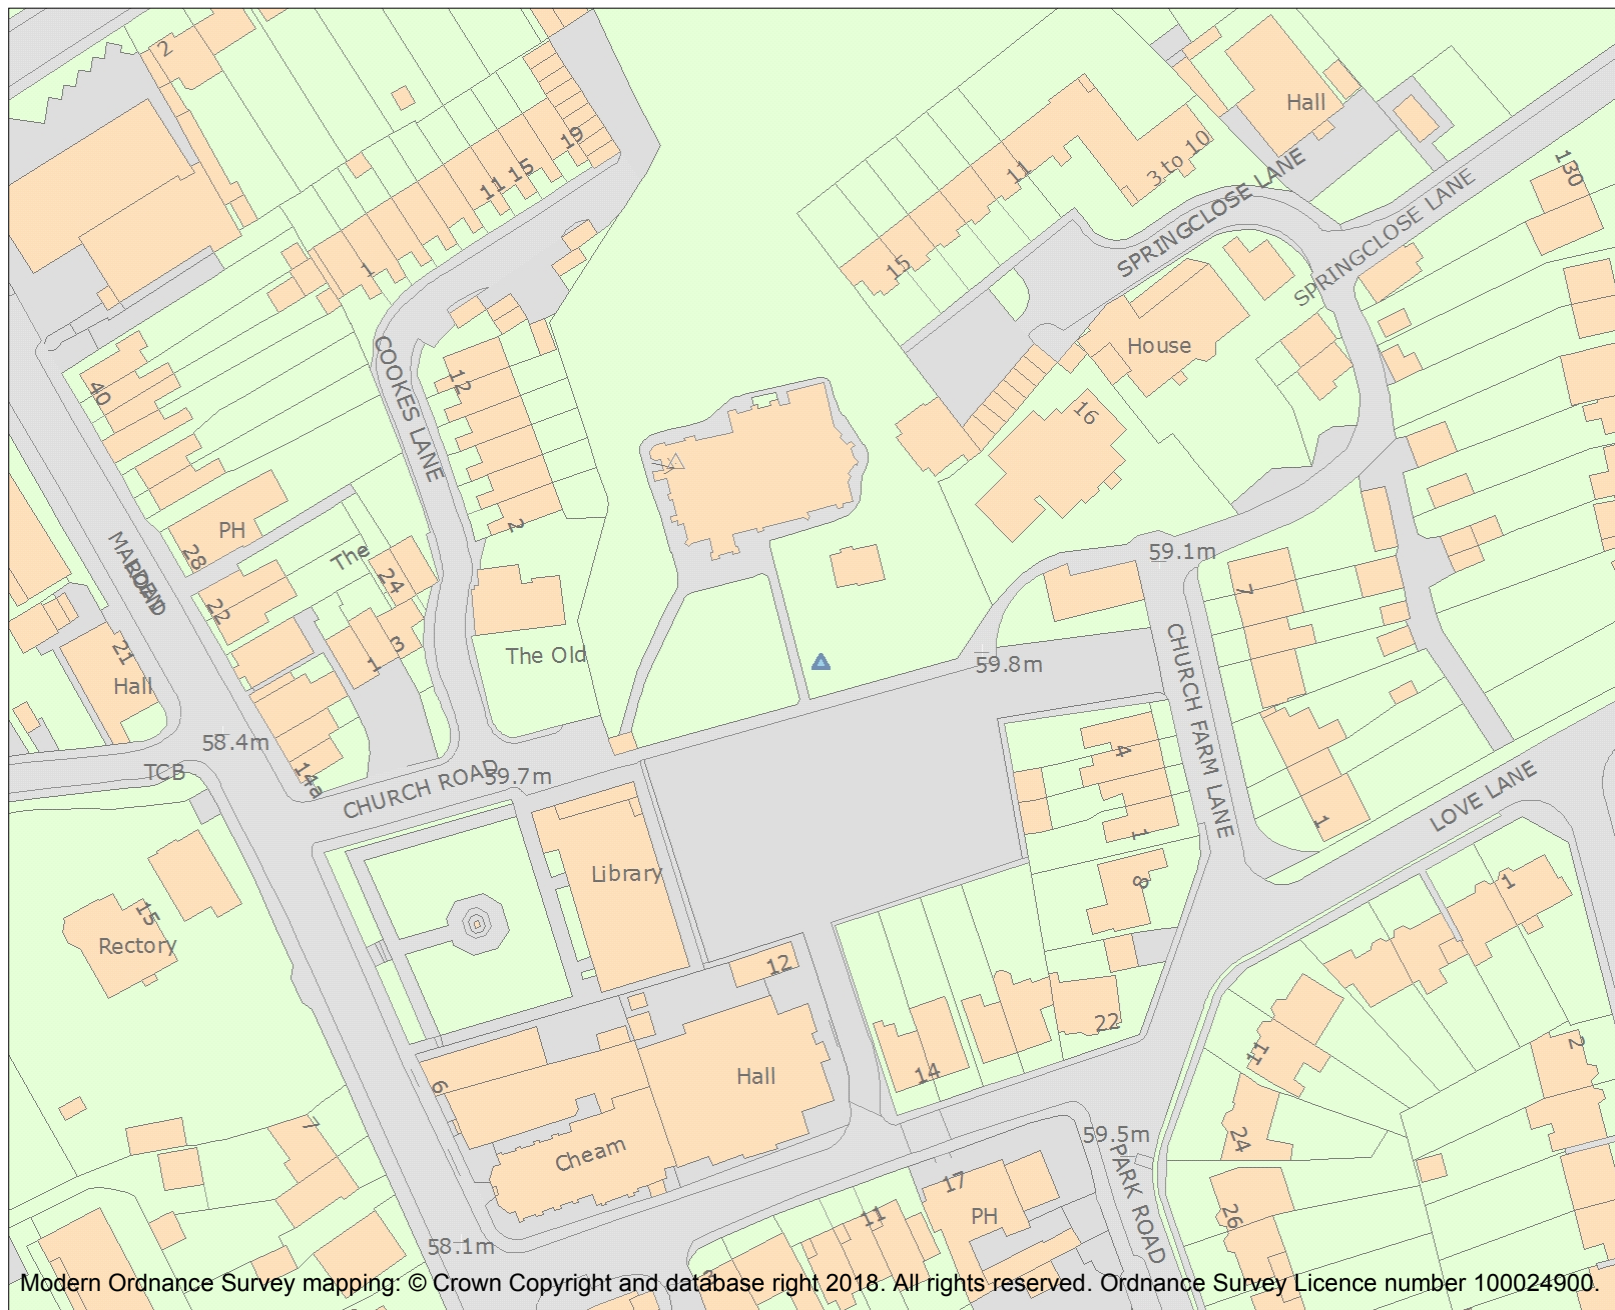 2
Hall
19
11 15
11
3 to 10
130
SPRINGCLOSE LANE
SPRINGCLOSE LANE
1
15
House
COOKES LANE
12
40
16
PH
28
2
The
24
22
59.1m
7
MALDEN
ROAD
21
Hall
3
1
The Old
59.8m
CHURCH FARM LANE
58.4m
TCB
14a
CHURCH ROAD
59.7m
4
1
1
LOVE LANE
Library
8
1
15
Rectory
12
22
11
2
6
Hall
14
7
Cheam
59.5m
24
PARK ROAD
17
PH
11
26
58.1m
3
Modern Ordnance Survey mapping: © Crown Copyright and database right 2018. All rights reserved. Ordnance Survey Licence number 100024900.